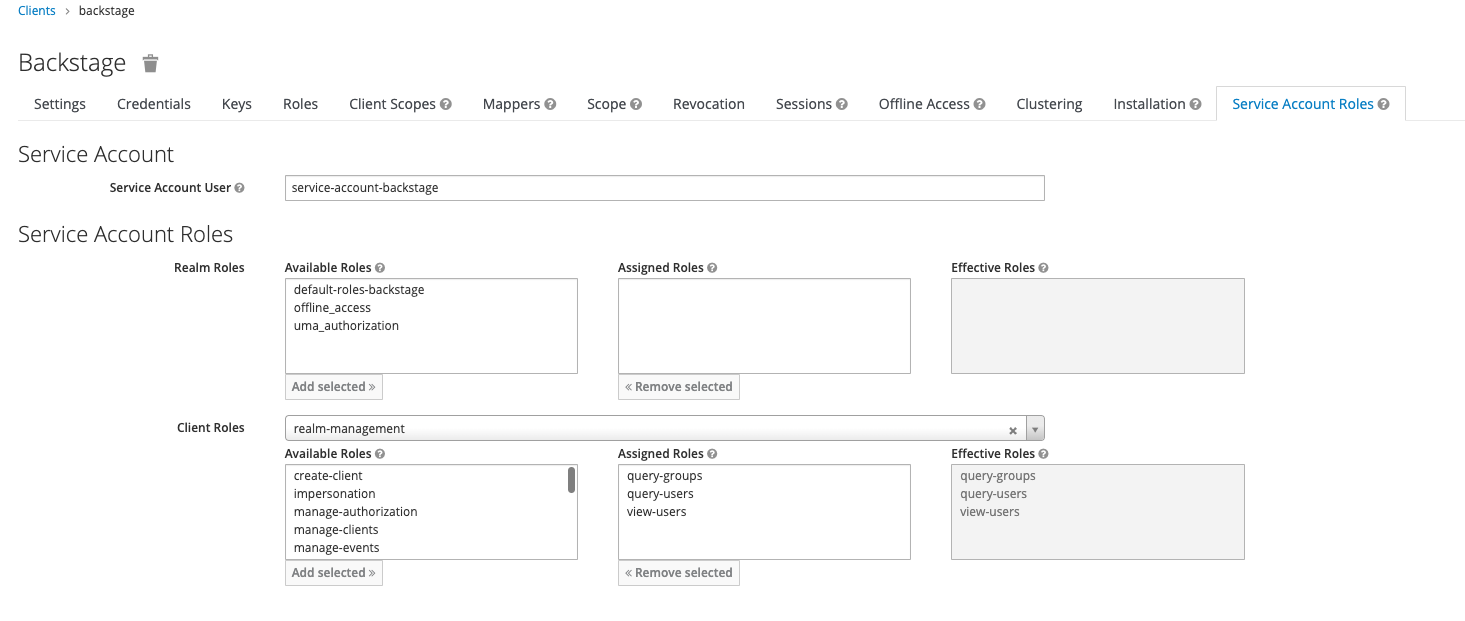 Clients > backstage
Backstage
Settings Credentials Keys Roles Client Scopes Mappers Scope Revocation Sessions Offline Access Clustering Installation Service Account Roles
Service Account
Service Account User service-account-backstage
Service Account Roles
Realm Roles Available Roles Assigned Roles Effective Roles
default-roles-backstage
offline_access
uma_authorization
Add selected » « Remove selected
Client Roles realm-management
Available Roles Assigned Roles Effective Roles
create-client query-groups query-groups
impersonation query-users query-users
manage-authorization view-users view-users
manage-clients
manage-events
Add selected » « Remove selected